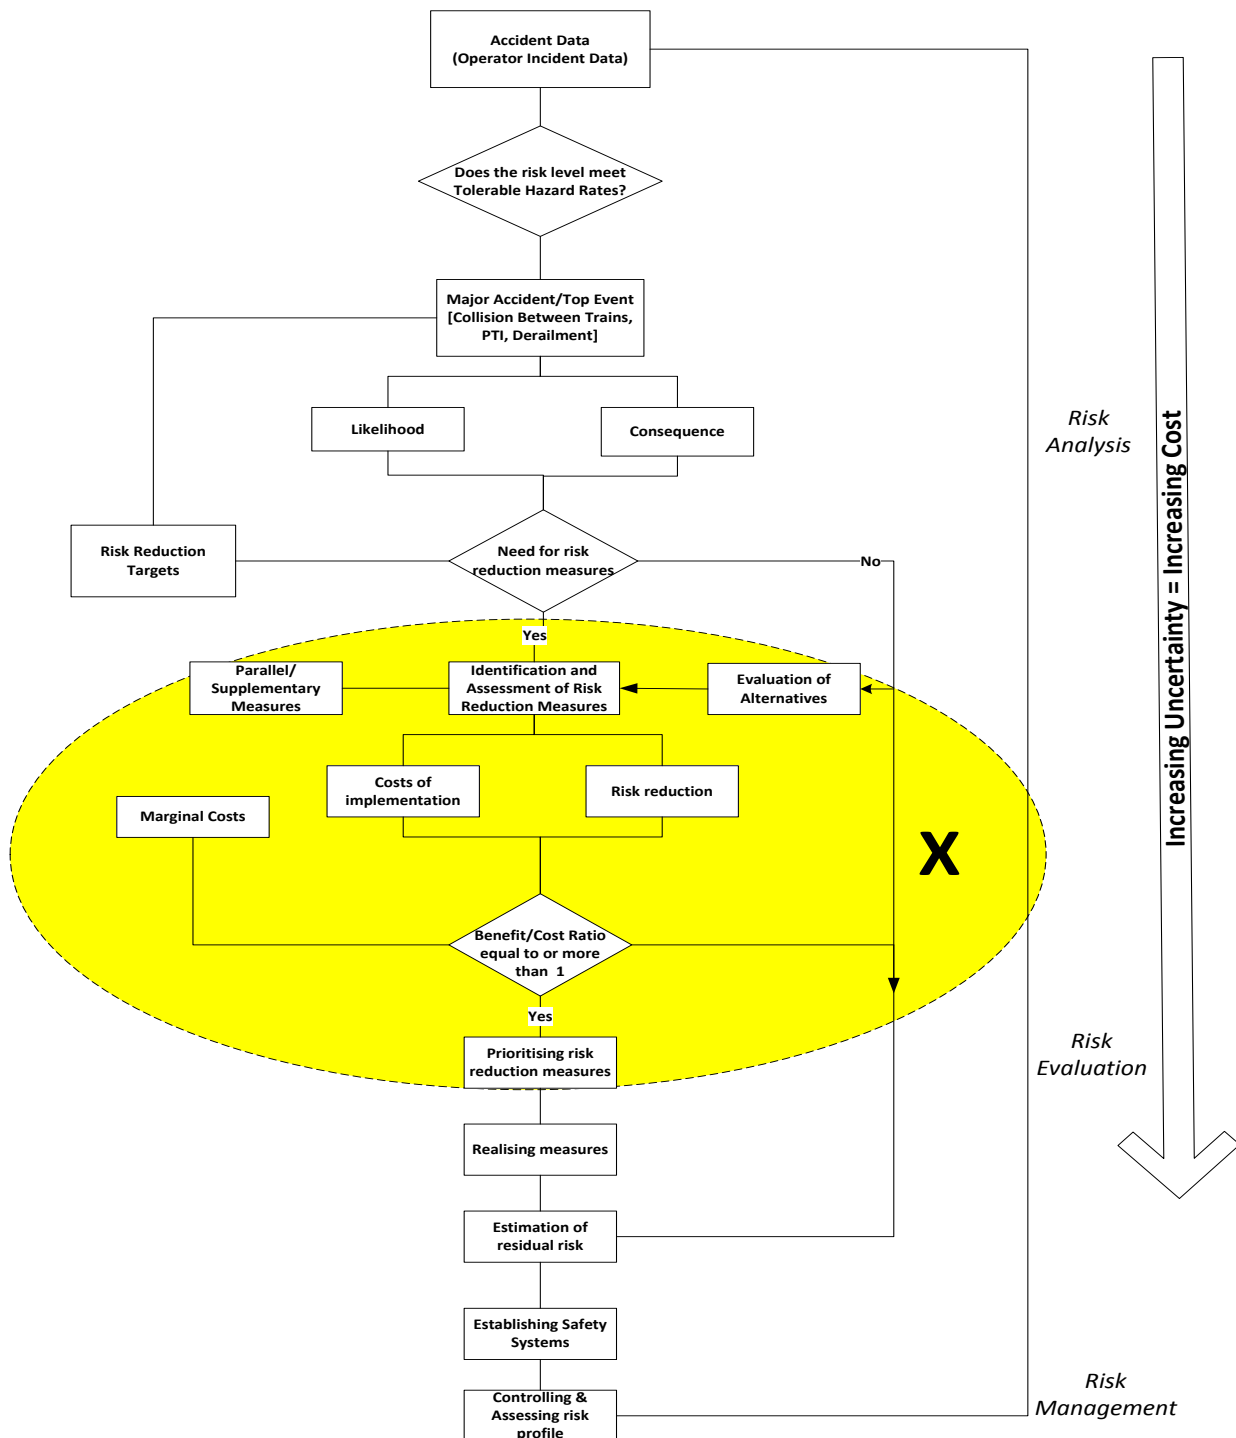 Accident Data
(Operator Incident Data)
Does the risk level meet
Tolerable Hazard Rates?
Major Accident/Top Event
[Collision Between Trains,
PTI, Derailment]
Likelihood
Consequence
Risk
Analysis
Increasing Uncertainty = Increasing Cost
Risk Reduction
Targets
Need for risk
reduction measures
No
Yes
Parallel/
Supplementary
Measures
Identification and
Assessment of Risk
Reduction Measures
Evaluation of
Alternatives
Costs of
implementation
Risk reduction
Marginal Costs
X
Benefit/Cost Ratio
equal to or more
than 1
Yes
Prioritising risk
reduction measures
Risk
Evaluation
Realising measures
Estimation of
residual risk
Establishing Safety
Systems
Controlling &
Assessing risk
profile
Risk
Management